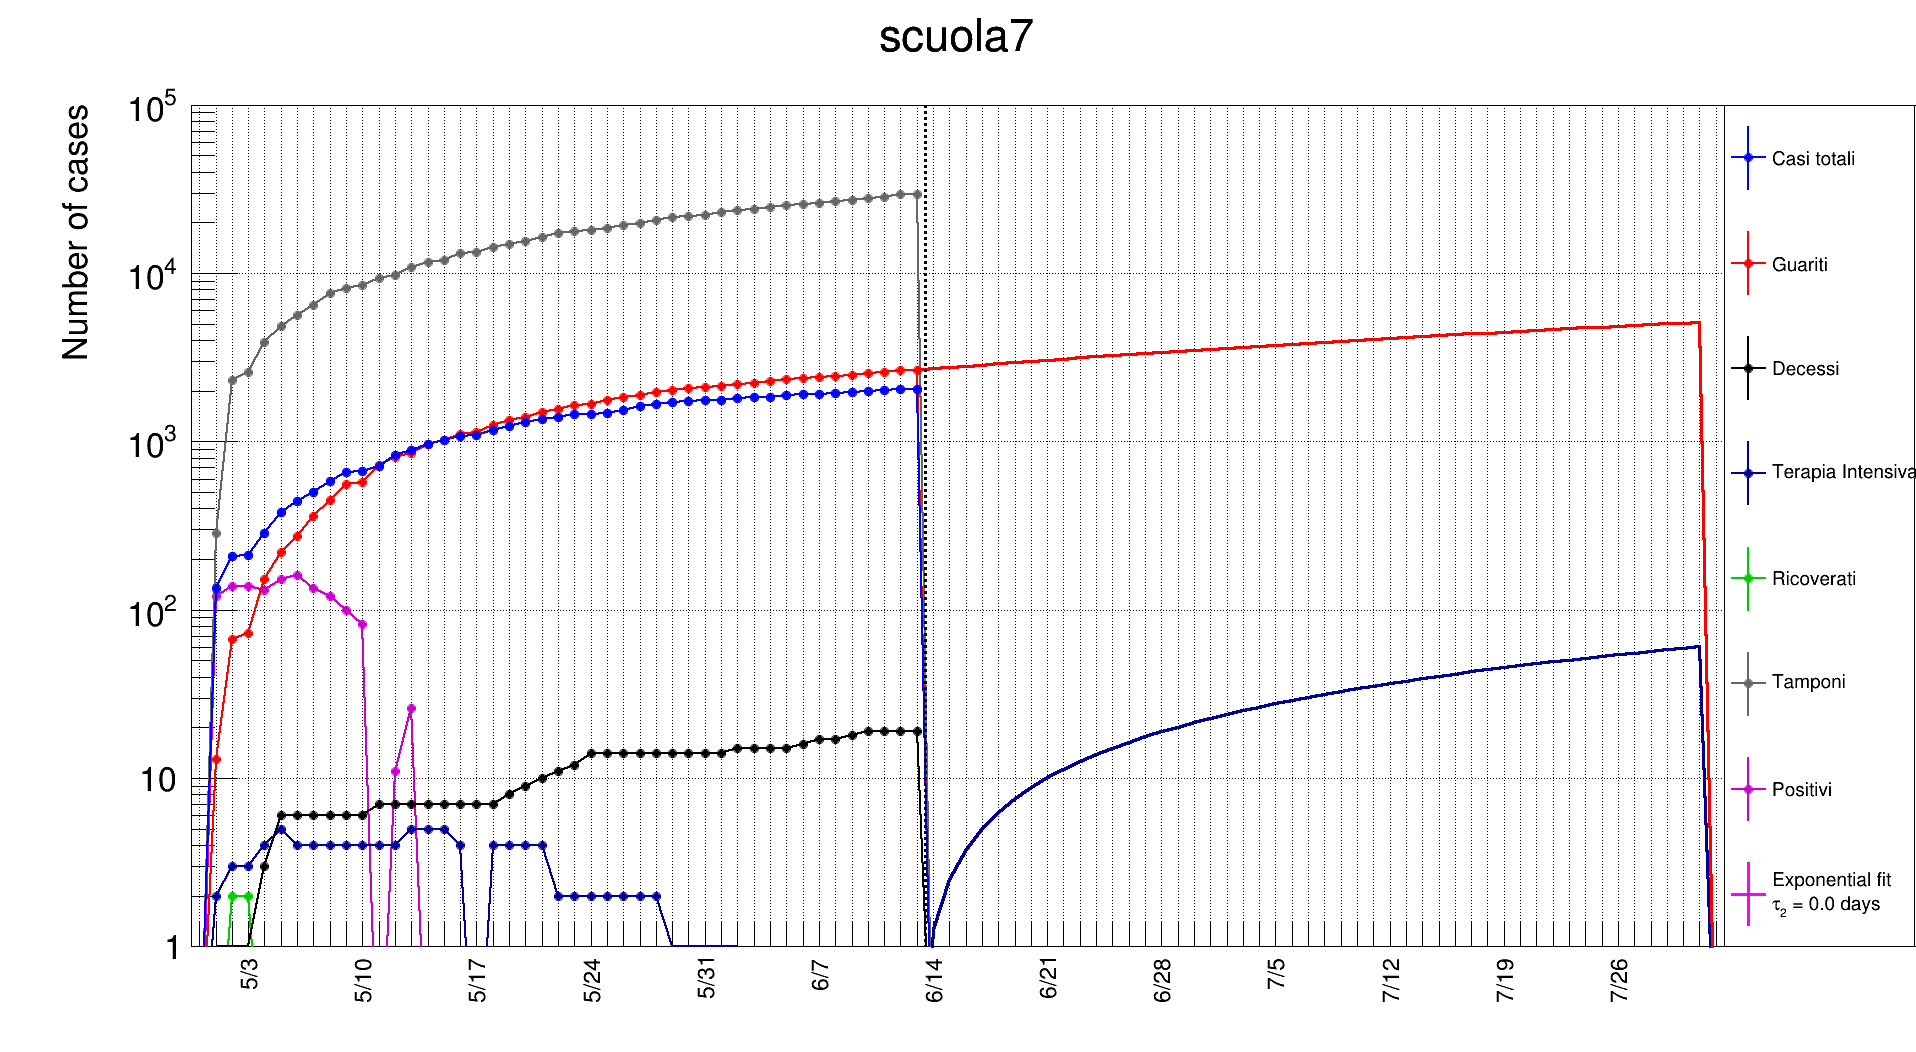 scuola7
Number of cases
10^5
10^4
10^3
10^2
10
1
5/3
5/10
5/17
5/24
5/31
6/7
6/14
6/21
6/28
7/5
7/12
7/19
7/26
Casi totali
Guariti
Decessi
Terapia Intensiva
Ricoverati
Tamponi
Positivi
Exponential fit
τ₂ = 0.0 days